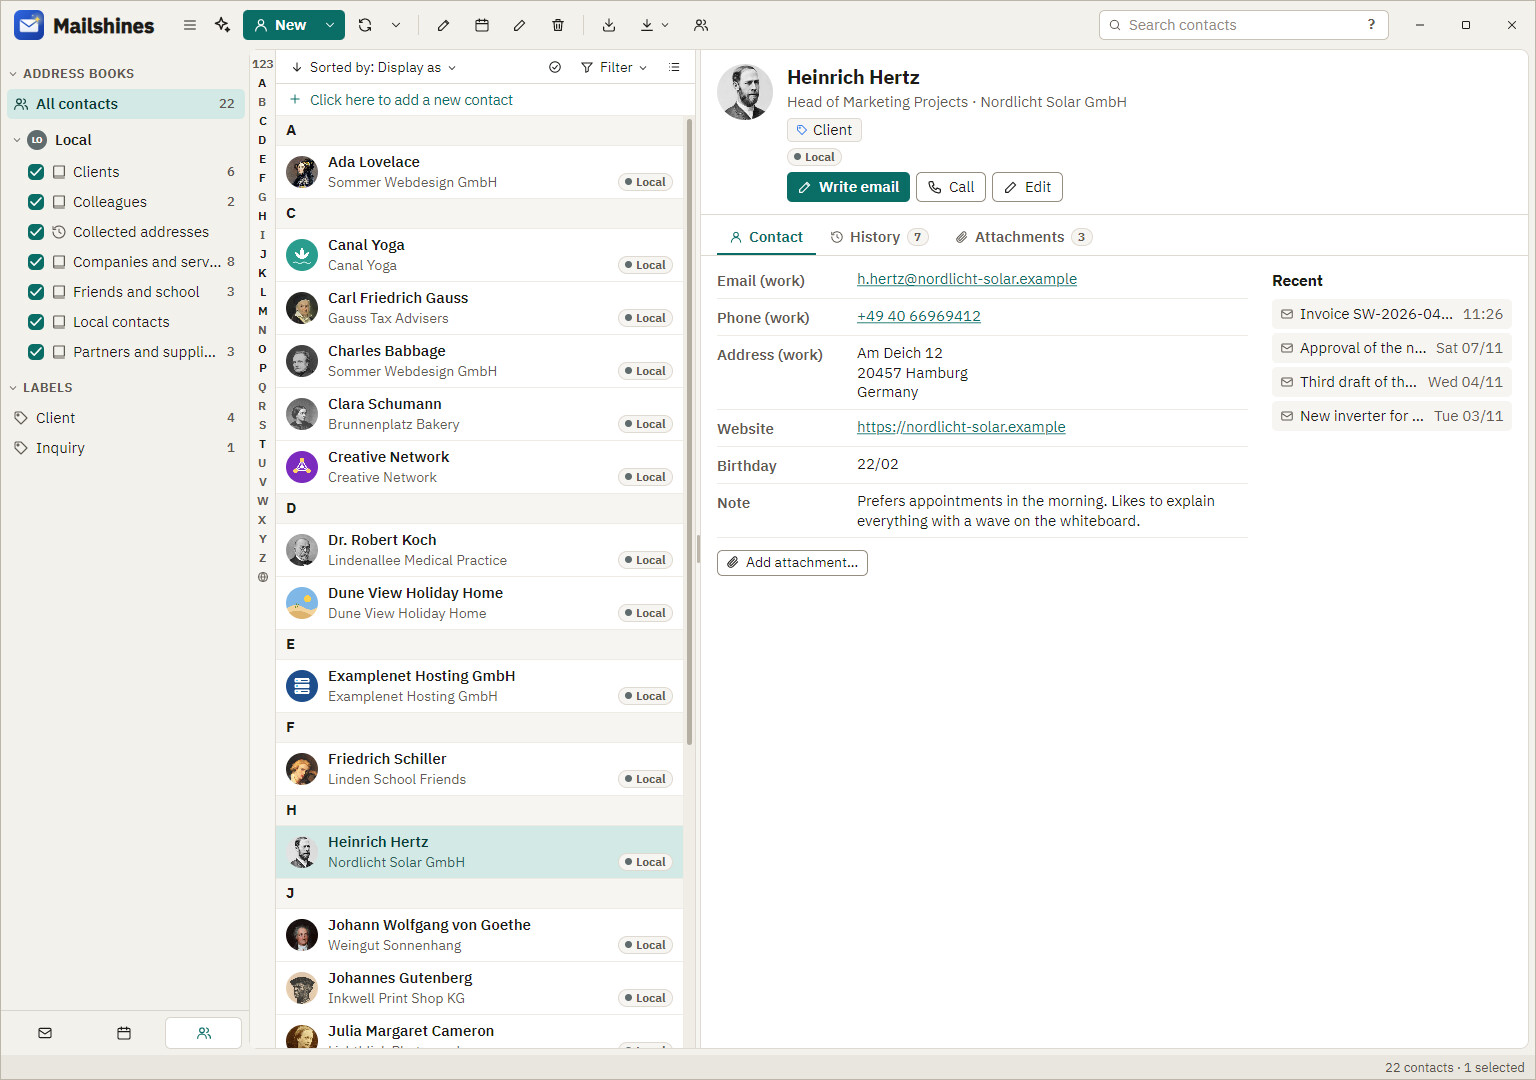 Mailshines
New
Search contacts
?
ADDRESS BOOKS
All contacts 22
LO Local
Clients 6
Colleagues 2
Collected addresses
Companies and serv... 8
Friends and school 3
Local contacts
Partners and suppli... 3
LABELS
Client 4
Inquiry 1
123
A
B
C
D
E
F
G
H
I
J
K
L
M
N
O
P
Q
R
S
T
U
V
W
X
Y
Z
Sorted by: Display as
Filter
Click here to add a new contact
A
Ada Lovelace
Sommer Webdesign GmbH Local
C
Canal Yoga
Canal Yoga Local
Carl Friedrich Gauss
Gauss Tax Advisers Local
Charles Babbage
Sommer Webdesign GmbH Local
Clara Schumann
Brunnenplatz Bakery Local
Creative Network
Creative Network Local
D
Dr. Robert Koch
Lindenallee Medical Practice Local
Dune View Holiday Home
Dune View Holiday Home Local
E
Examplenet Hosting GmbH
Examplenet Hosting GmbH Local
F
Friedrich Schiller
Linden School Friends Local
H
Heinrich Hertz
Nordlicht Solar GmbH Local
J
Johann Wolfgang von Goethe
Weingut Sonnenhang Local
Johannes Gutenberg
Inkwell Print Shop KG Local
Julia Margaret Cameron
Heinrich Hertz
Head of Marketing Projects · Nordlicht Solar GmbH
Client
Local
Write email Call Edit
Contact History 7 Attachments 3
Email (work) h.hertz@nordlicht-solar.example
Phone (work) +49 40 66969412
Address (work) Am Deich 12
20457 Hamburg
Germany
Website https://nordlicht-solar.example
Birthday 22/02
Note Prefers appointments in the morning. Likes to explain
everything with a wave on the whiteboard.
Add attachment...
Recent
Invoice SW-2026-04... 11:26
Approval of the n... Sat 07/11
Third draft of th... Wed 04/11
New inverter for ... Tue 03/11
22 contacts · 1 selected